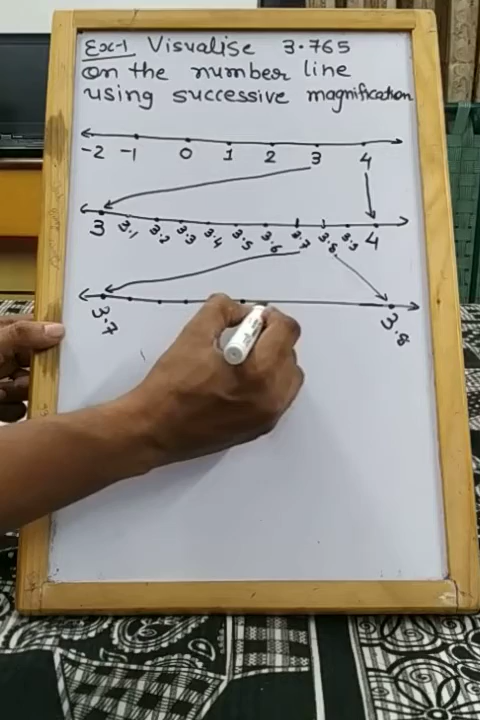 Ex-1 Visualise 3.765
on the number line
using successive magnification
-2 -1 0 1 2 3 4
3 3.1 3.2 3.3 3.4 3.5 3.6 3.7 3.8 3.9 4
3.7 3.8